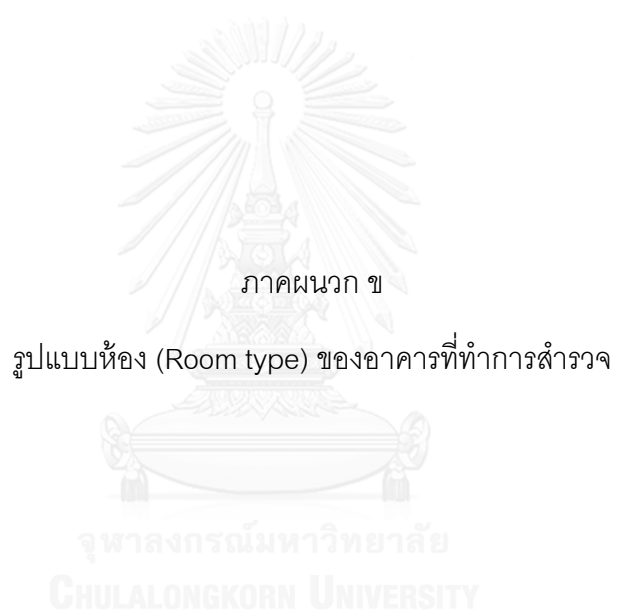 ภาคผนวก ข
รูปแบบห้อง (Room type) ของอาคารที่ทำการสำรวจ
จุฬาลงกรณ์มหาวิทยาลัย
CHULALONGKORN UNIVERSITY